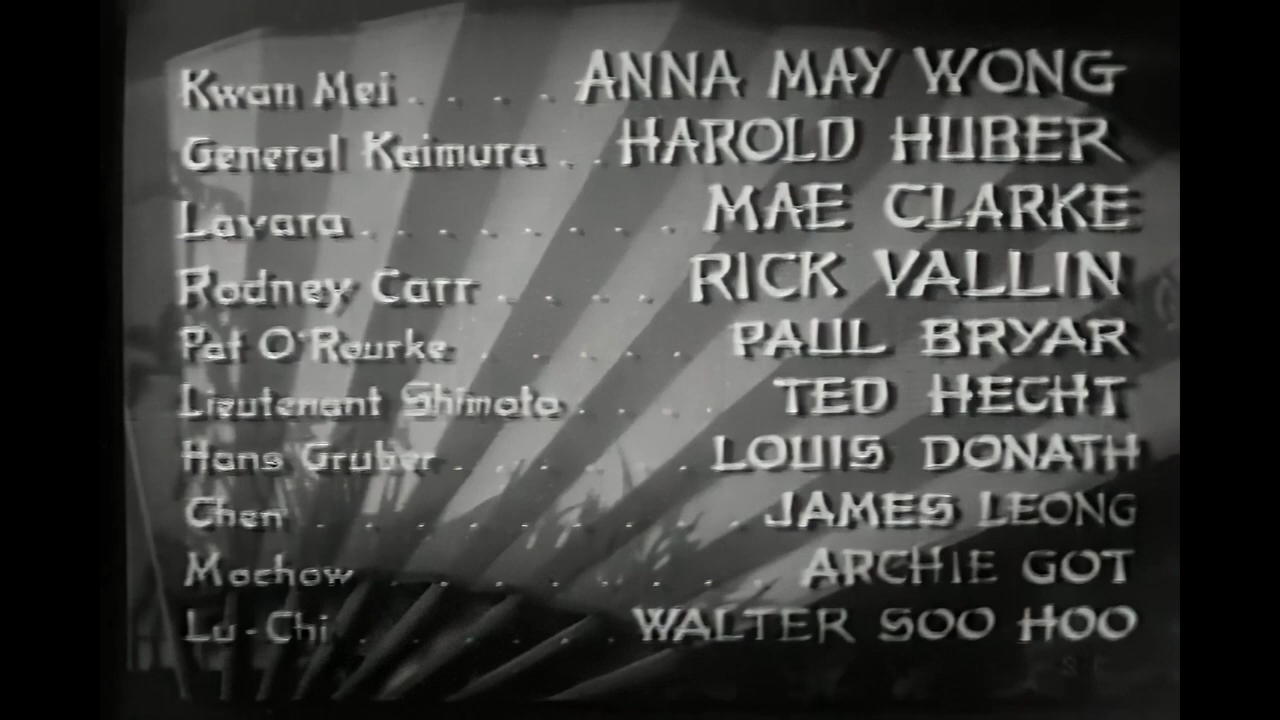 Kwan Mei . . . . ANNA MAY WONG
General Kaimura . . HAROLD HUBER
Lavara . . . . . . . . MAE CLARKE
Rodney Carr . . . . . RICK VALLIN
Pat O'Rourke . . . . . PAUL BRYAR
Lieutenant Shimoto . . . . TED HECHT
Hans Gruber . . . . . . LOUIS DONATH
Chen . . . . . . . . . JAMES LEONG
Mochow . . . . . . . . ARCHIE GOT
Lu-Chi . . . . . . . WALTER SOO HOO